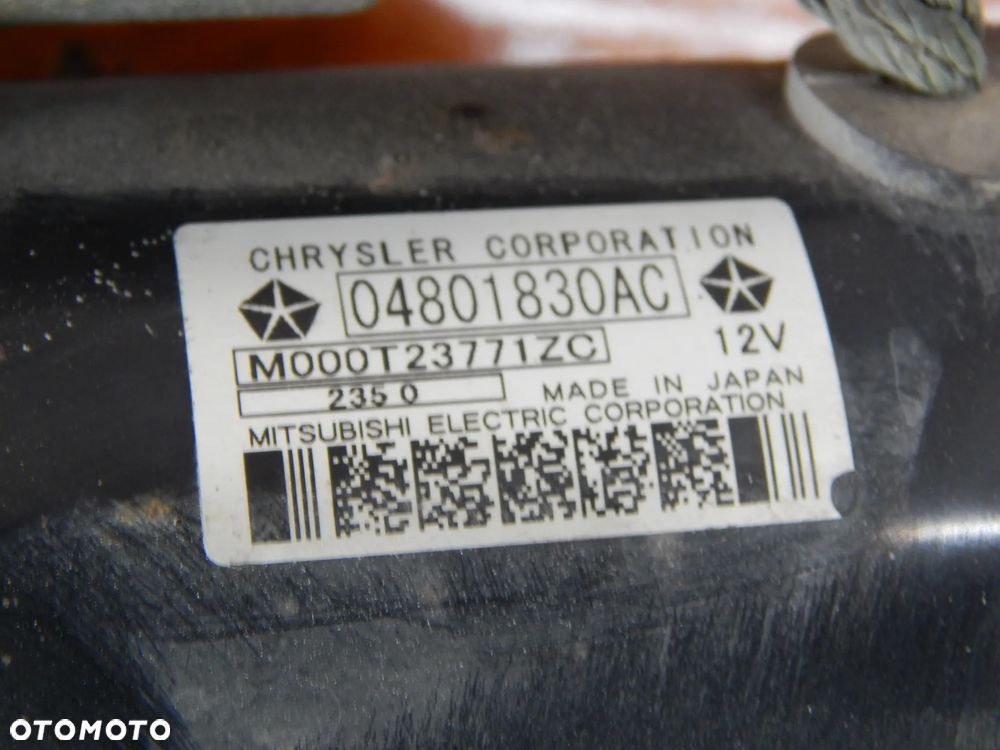 CHRYSLER CORPORATION
04801830AC
M000T23771ZC
12V
235 0
MADE IN JAPAN
MITSUBISHI ELECTRIC CORPORATION
OTOMOTO